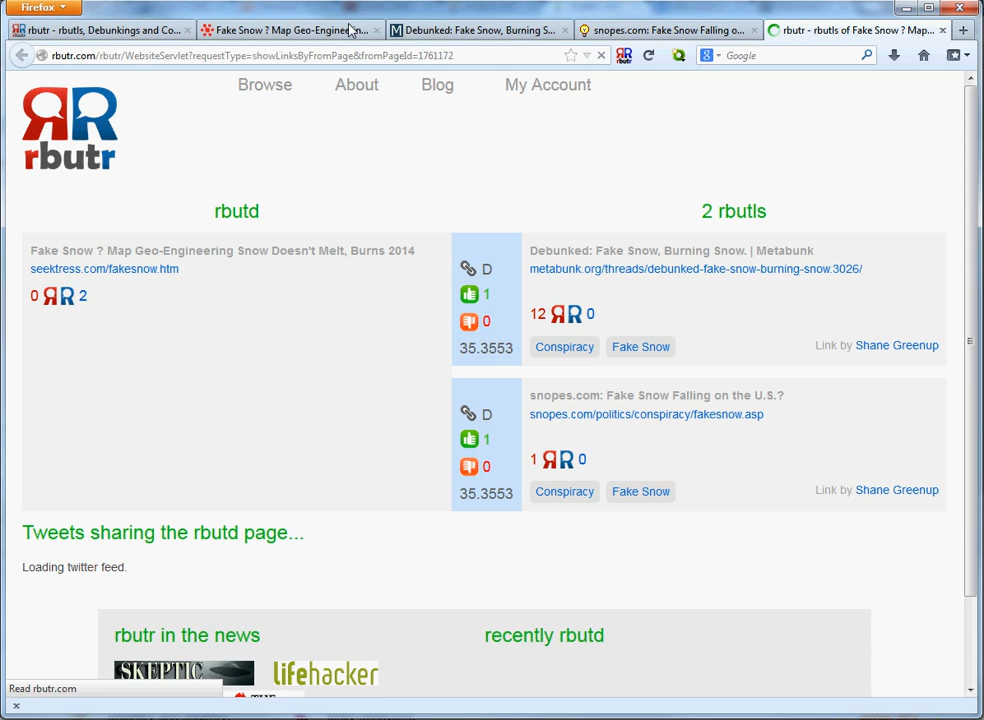 Firefox
rbutr - rbutls, Debunkings and Co...
Fake Snow ? Map Geo-Engineerin...
Debunked: Fake Snow, Burning S...
snopes.com: Fake Snow Falling o...
rbutr - rbutls of Fake Snow ? Map...
rbutr.com/rbutr/WebsiteServlet?requestType=showLinksByFromPage&fromPageId=1761172
rbutr
Google
Browse
About
Blog
My Account
rbutr
rbutd
2 rbutls
Fake Snow ? Map Geo-Engineering Snow Doesn't Melt, Burns 2014
seektress.com/fakesnow.htm
0 RR 2
D
1
0
35.3553
Debunked: Fake Snow, Burning Snow. | Metabunk
metabunk.org/threads/debunked-fake-snow-burning-snow.3026/
12 RR 0
Conspiracy
Fake Snow
Link by Shane Greenup
D
1
0
35.3553
snopes.com: Fake Snow Falling on the U.S.?
snopes.com/politics/conspiracy/fakesnow.asp
1 RR 0
Conspiracy
Fake Snow
Link by Shane Greenup
Tweets sharing the rbutd page...
Loading twitter feed.
rbutr in the news
recently rbutd
SKEPTIC
lifehacker
Read rbutr.com